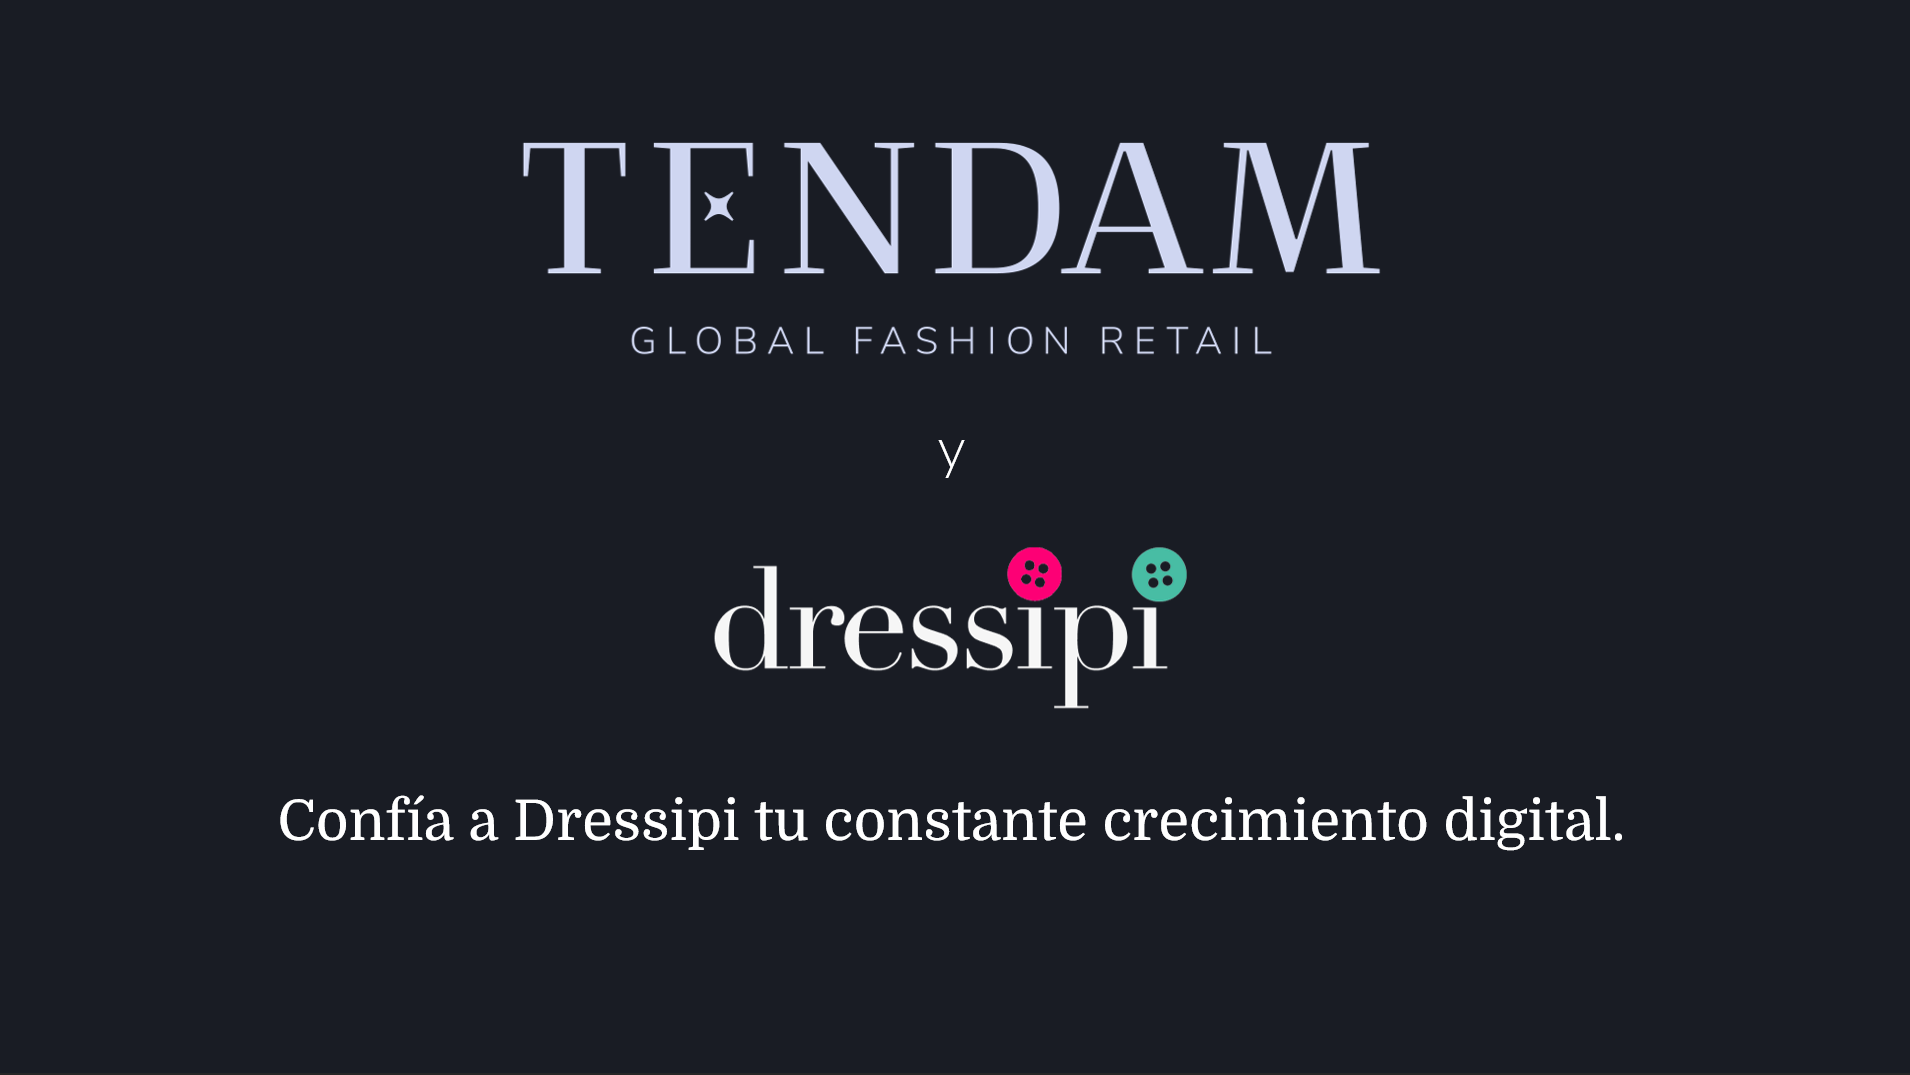 TENDAM
GLOBAL FASHION RETAIL
y
dressipi
Confía a Dressipi tu constante crecimiento digital.